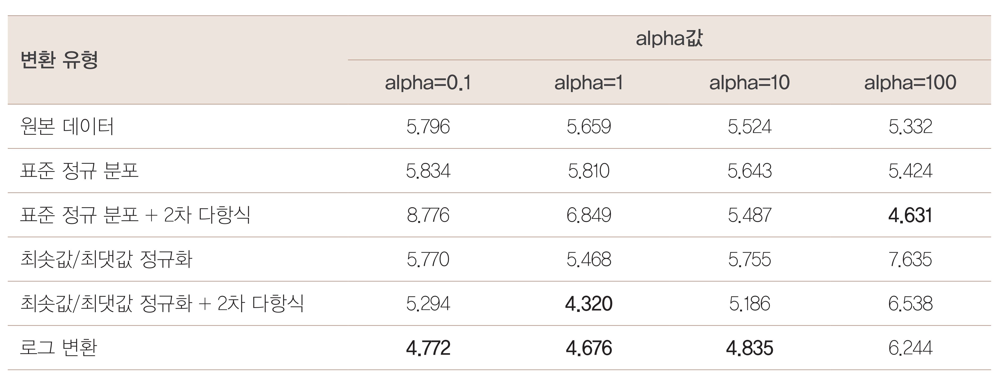 변환 유형 alpha값
alpha=0.1 alpha=1 alpha=10 alpha=100
원본 데이터 5.796 5.659 5.524 5.332
표준 정규 분포 5.834 5.810 5.643 5.424
표준 정규 분포 + 2차 다항식 8.776 6.849 5.487 4.631
최솟값/최댓값 정규화 5.770 5.468 5.755 7.635
최솟값/최댓값 정규화 + 2차 다항식 5.294 4.320 5.186 6.538
로그 변환 4.772 4.676 4.835 6.244